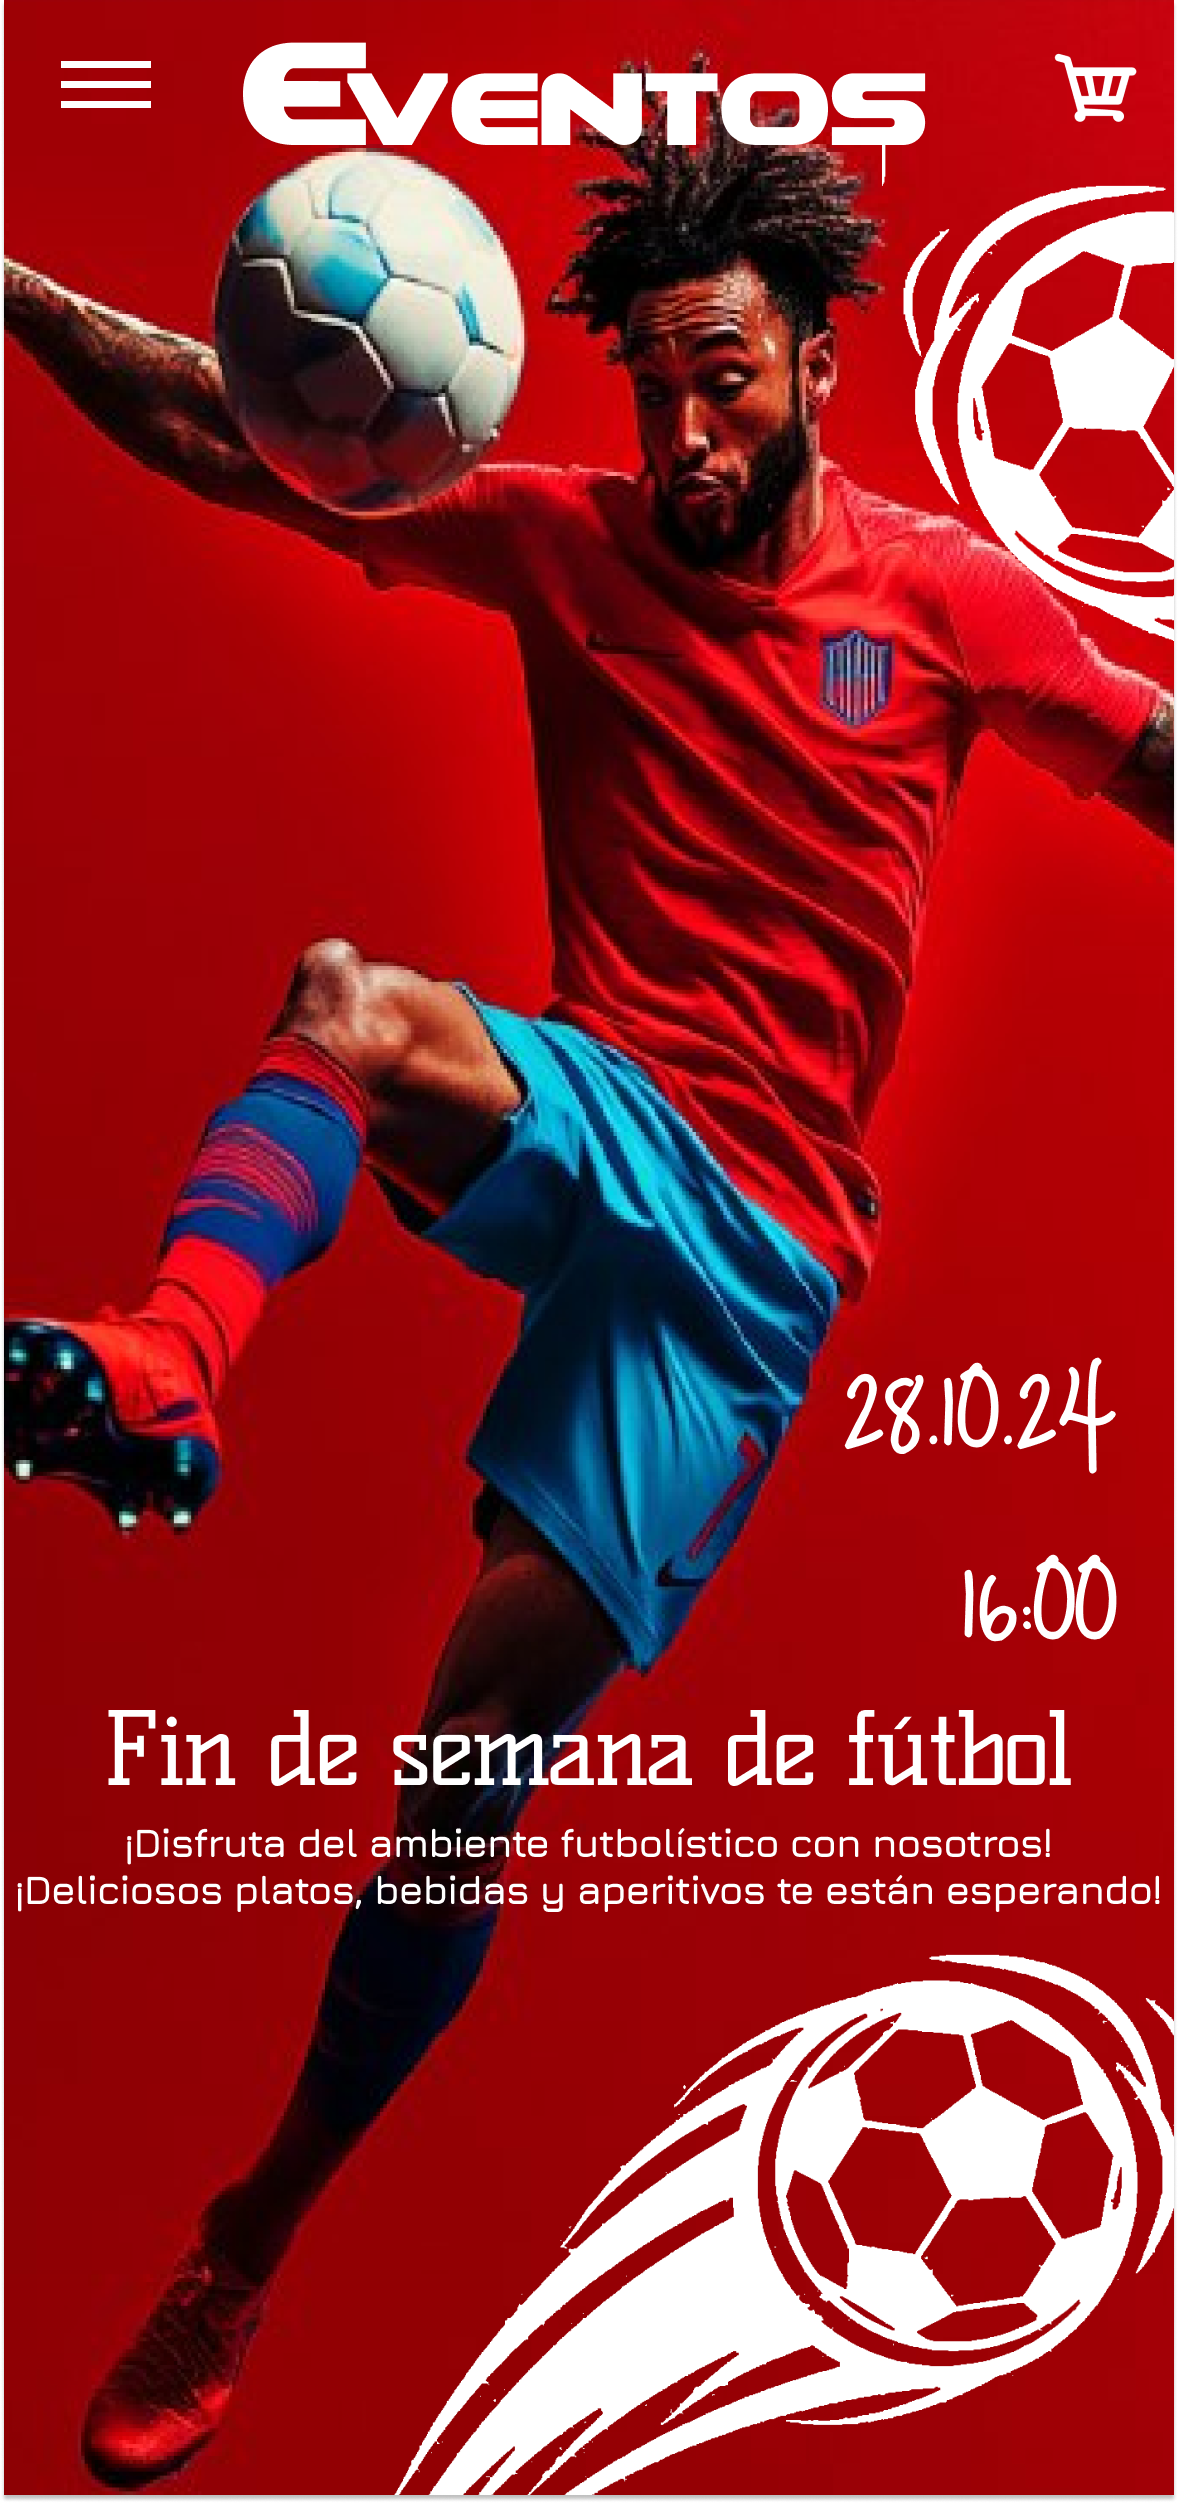 Eventos
28.10.24
16:00
Fin de semana de fútbol
¡Disfruta del ambiente futbolístico con nosotros!
¡Deliciosos platos, bebidas y aperitivos te están esperando!